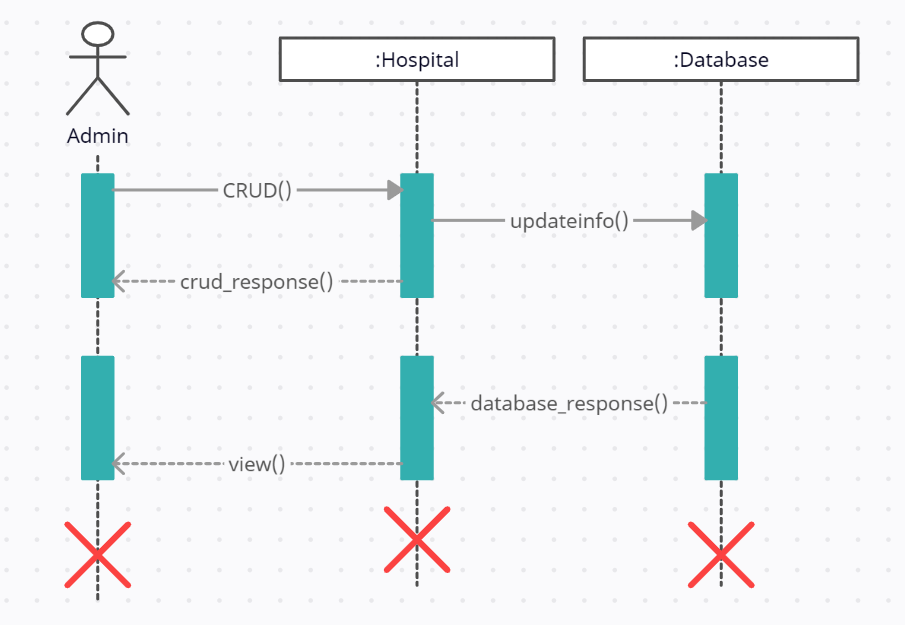 :Hospital
:Database
Admin
CRUD()
updateinfo()
crud_response()
database_response()
view()